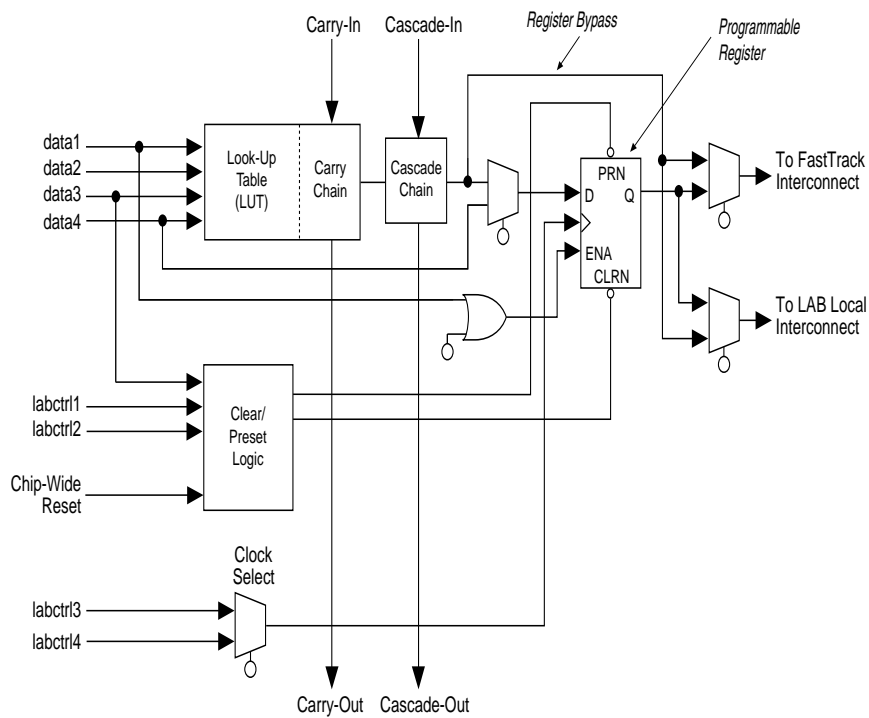 Carry-In
Cascade-In
Register Bypass
Programmable
Register
data1
data2
data3
data4
Look-Up
Table
(LUT)
Carry
Chain
Cascade
Chain
PRN
D
Q
ENA
CLRN
To FastTrack
Interconnect
To LAB Local
Interconnect
labctrl1
labctrl2
Chip-Wide
Reset
Clear/
Preset
Logic
Clock
Select
labctrl3
labctrl4
Carry-Out
Cascade-Out